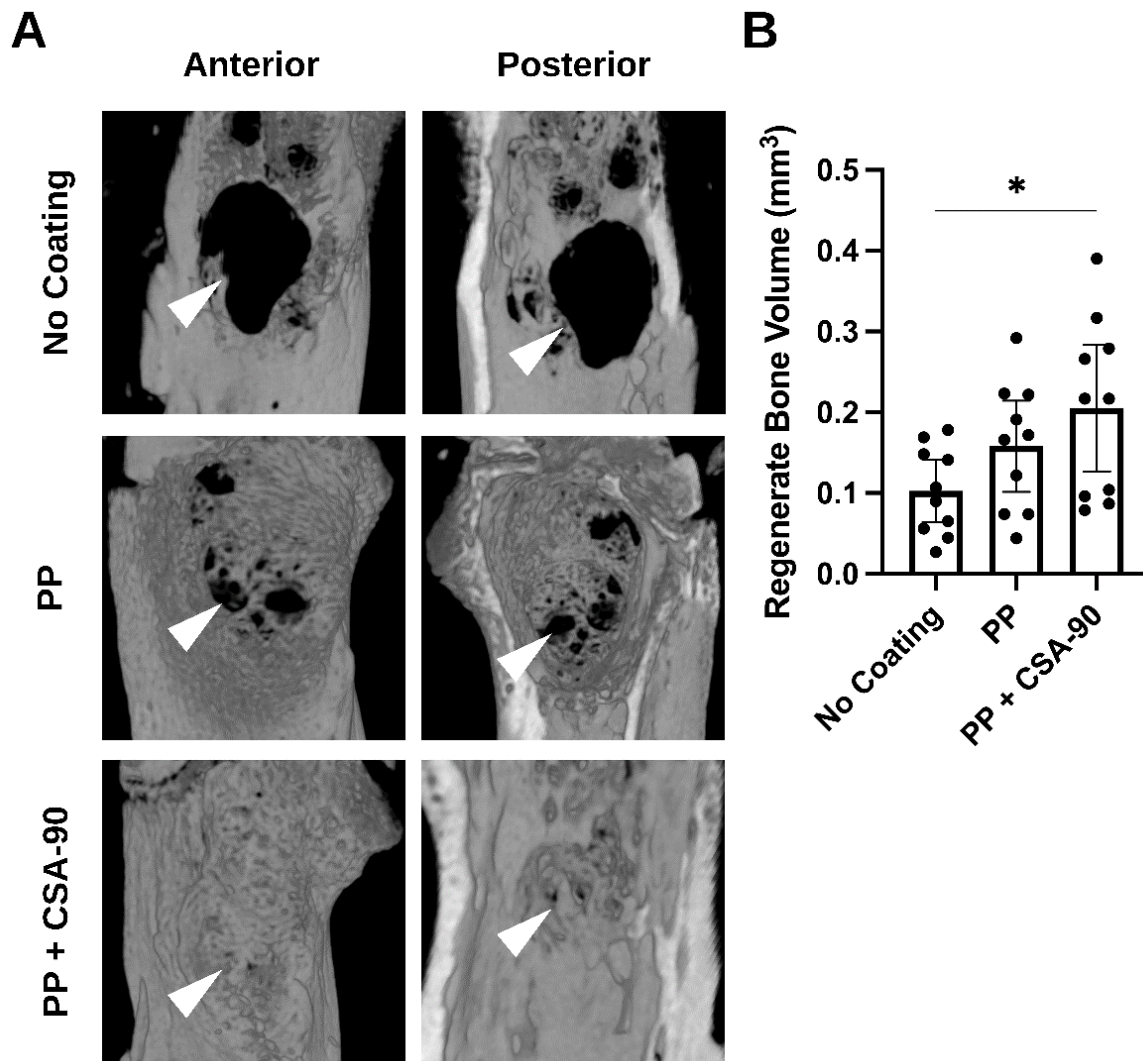 A
B
Anterior
Posterior
No Coating
PP
PP + CSA-90
Regenerate Bone Volume (mm³)
0.5
0.4
0.3
0.2
0.1
0.0
*
No Coating
PP
PP + CSA-90